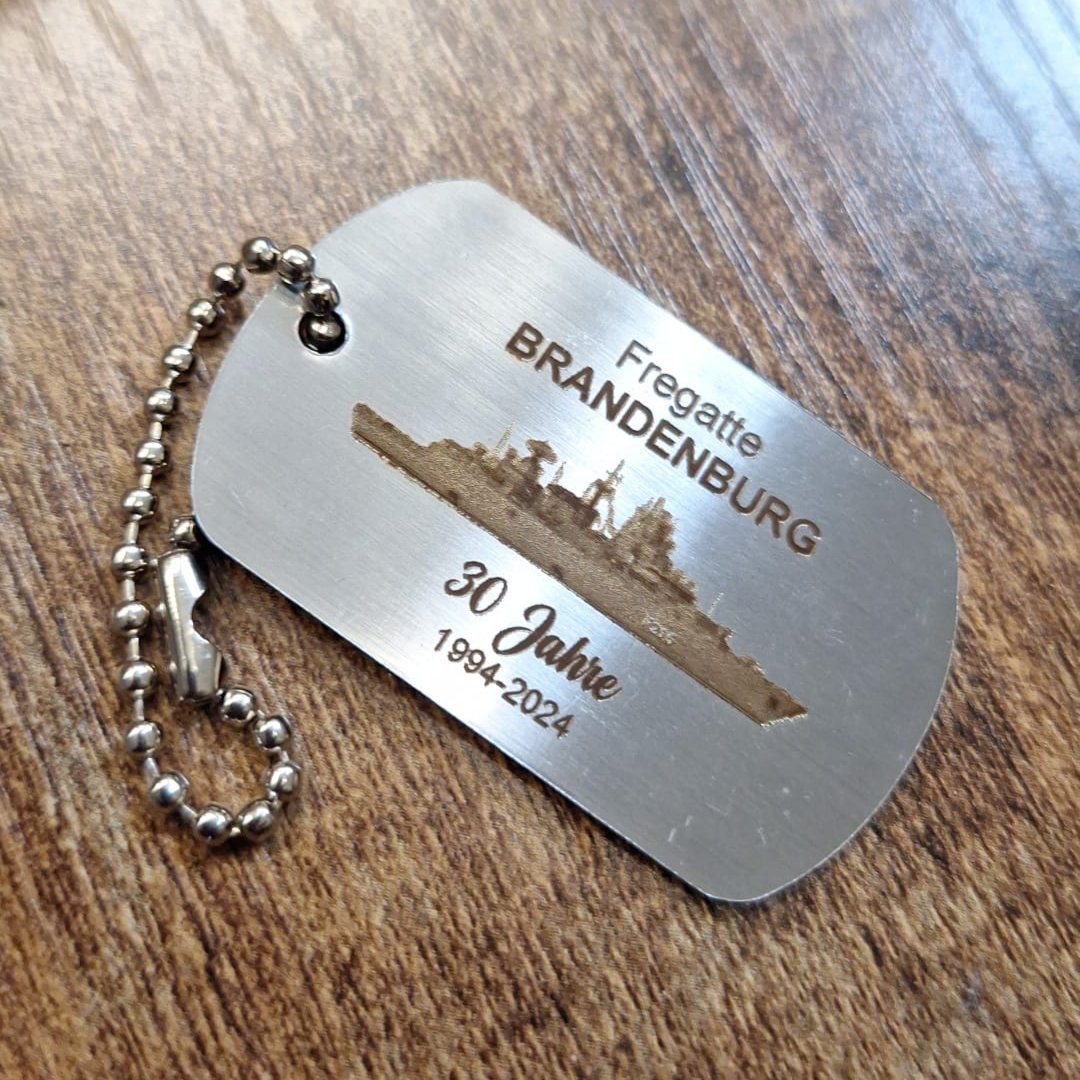 Fregatte
BRANDENBURG
30 Jahre
1994-2024